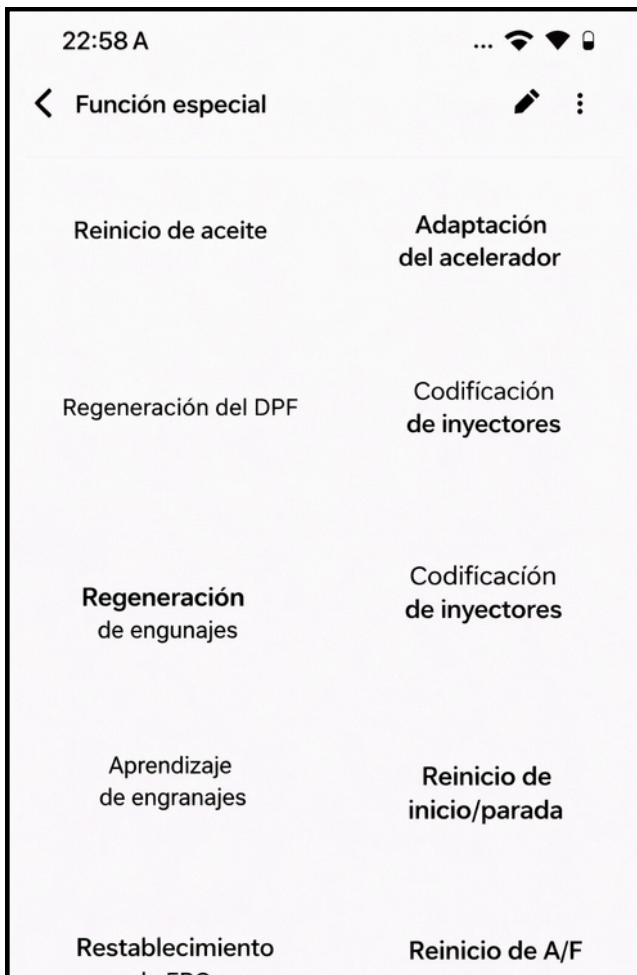 22:58 A
...
Función especial
Reinicio de aceite
Adaptación
del acelerador
Regeneración del DPF
Codifícación
de inyectores
Regeneración
de engunajes
Codifícacíón
de inyectores
Aprendizaje
de engranajes
Reinicio de
inicio/parada
Restablecimiento
Reinicio de A/F